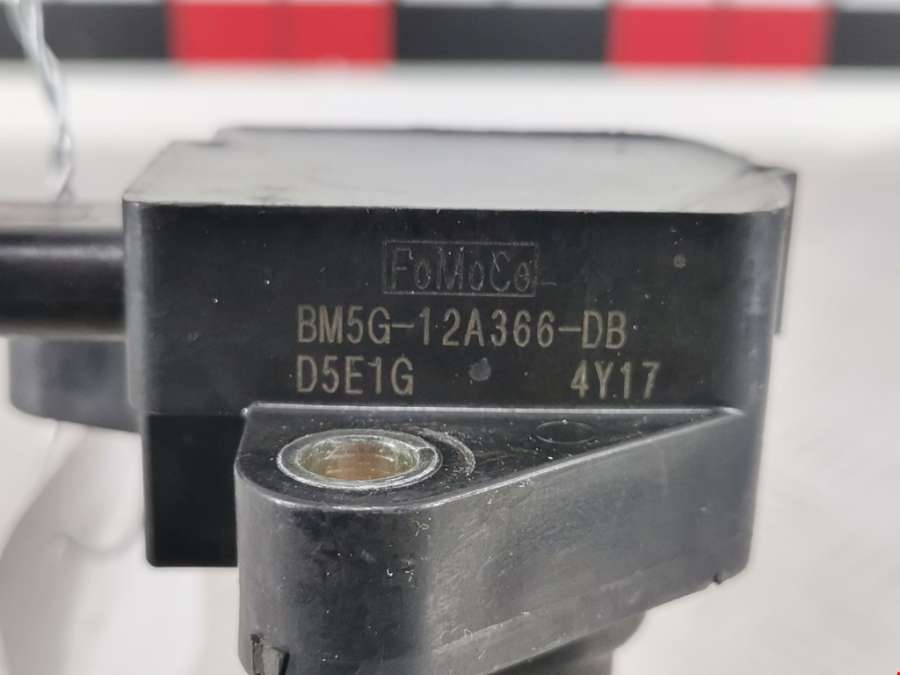 FoMoCo
BM5G-12A366-DB
D5E1G 4Y17